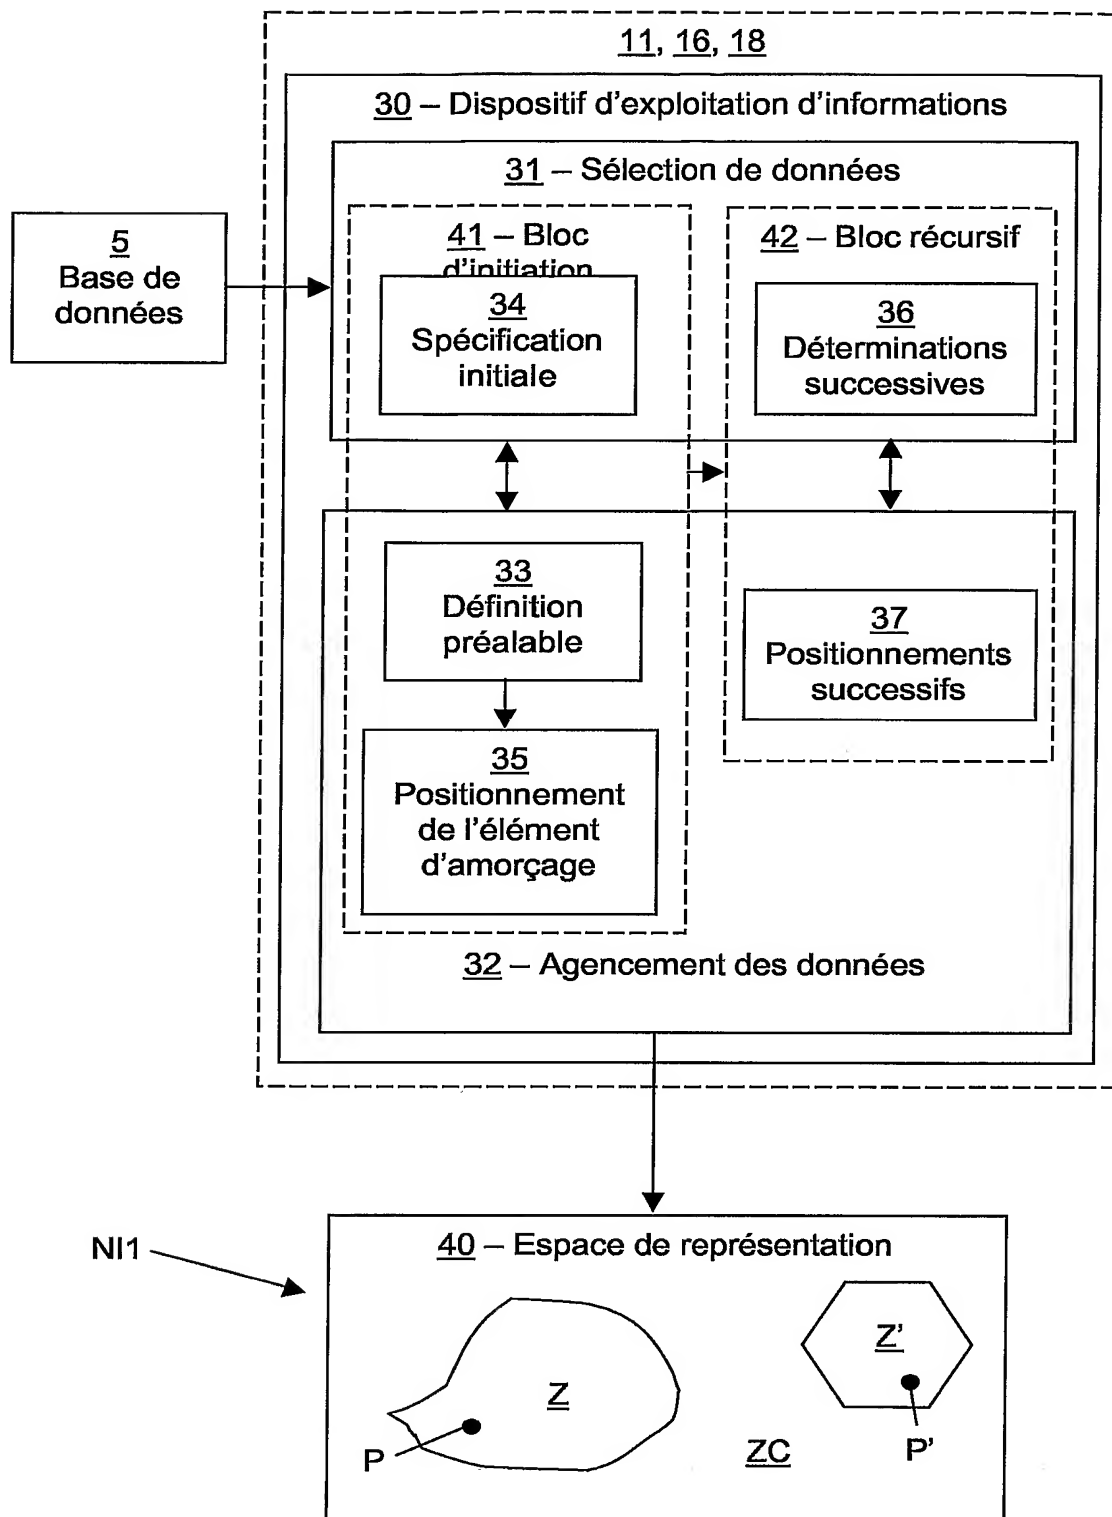 11, 16, 18
30 – Dispositif d'exploitation d'informations
31 – Sélection de données
5
Base de
données
41 – Bloc
d'initiation
34
Spécification
initiale
42 – Bloc récursif
36
Déterminations
successives
33
Définition
préalable
37
Positionnements
successifs
35
Positionnement
de l'élément
d'amorçage
32 – Agencement des données
NI1
40 – Espace de représentation
Z
Z'
P
ZC
P'